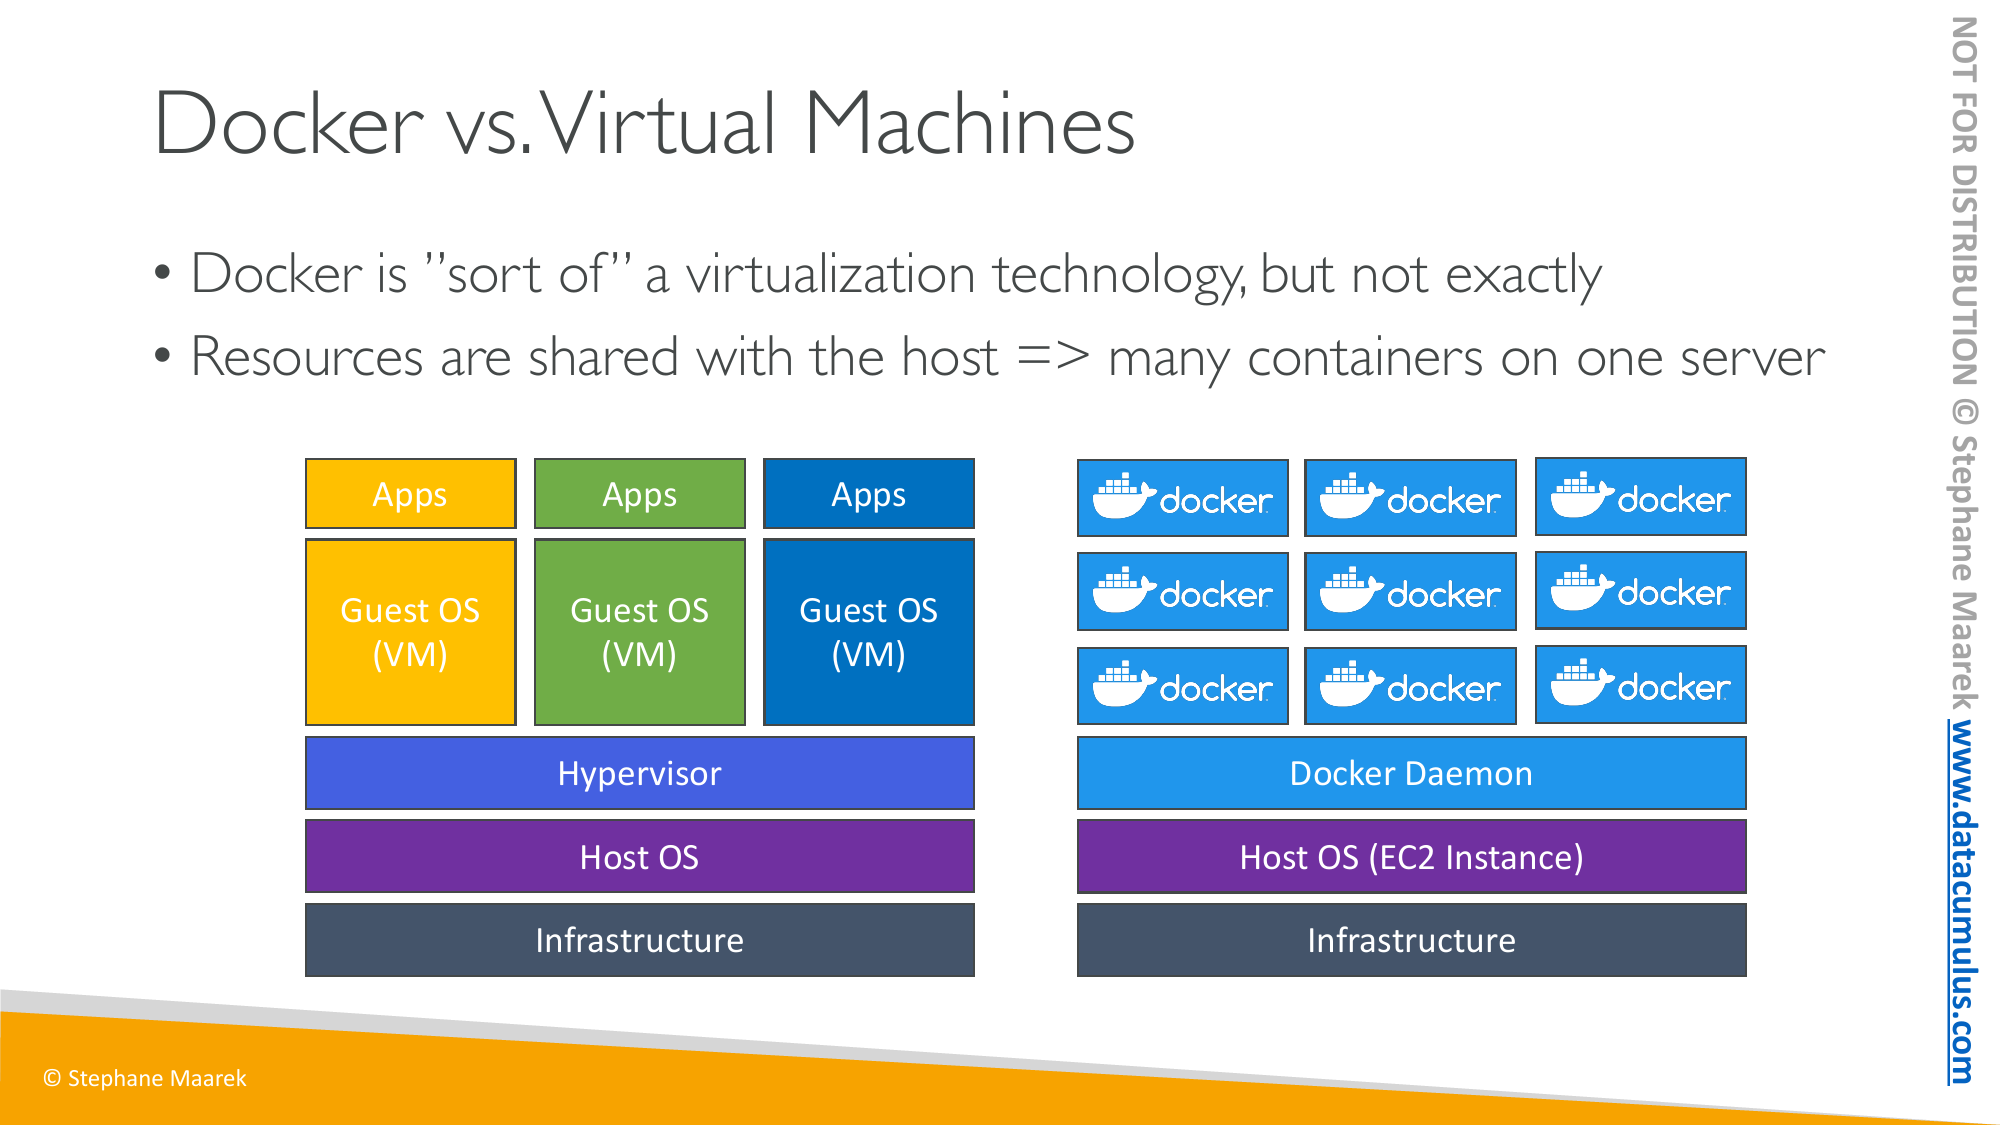 Docker vs. Virtual Machines
• Docker is ”sort of” a virtualization technology, but not exactly
• Resources are shared with the host => many containers on one server
Apps
Apps
Apps
Guest OS
(VM)
Guest OS
(VM)
Guest OS
(VM)
Hypervisor
Host OS
Infrastructure
docker
docker
docker
docker
docker
docker
docker
docker
docker
Docker Daemon
Host OS (EC2 Instance)
Infrastructure
© Stephane Maarek
NOT FOR DISTRIBUTION © Stephane Maarek www.datacumulus.com